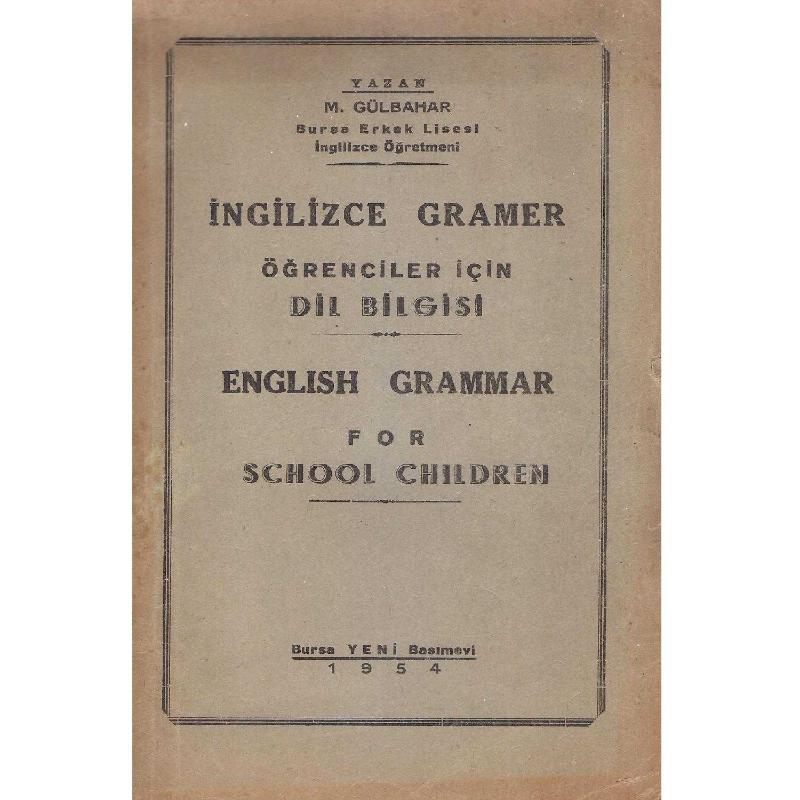 YAZAN
M. GÜLBAHAR
Bursa Erkek Lisesi
İngilizce Öğretmeni
İNGİLİZCE GRAMER
ÖĞRENCİLER İÇİN
DİL BİLGİSİ
ENGLISH GRAMMAR
FOR
SCHOOL CHILDREN
Bursa YENİ Basımevi
1954